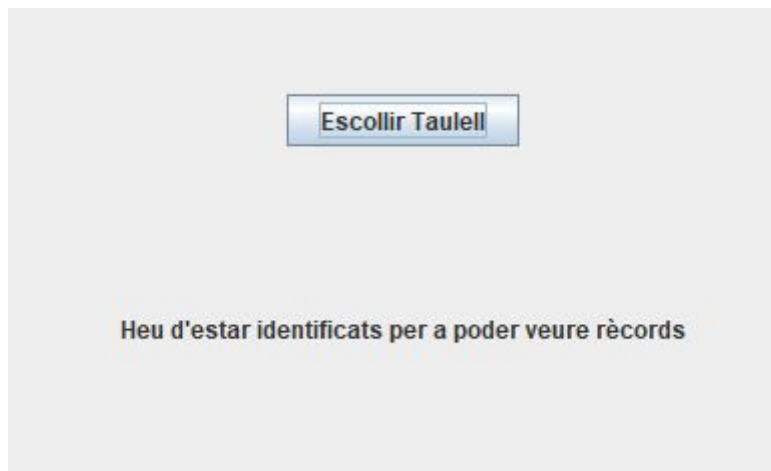 Escollir Taulell
Heu d'estar identificats per a poder veure rècords